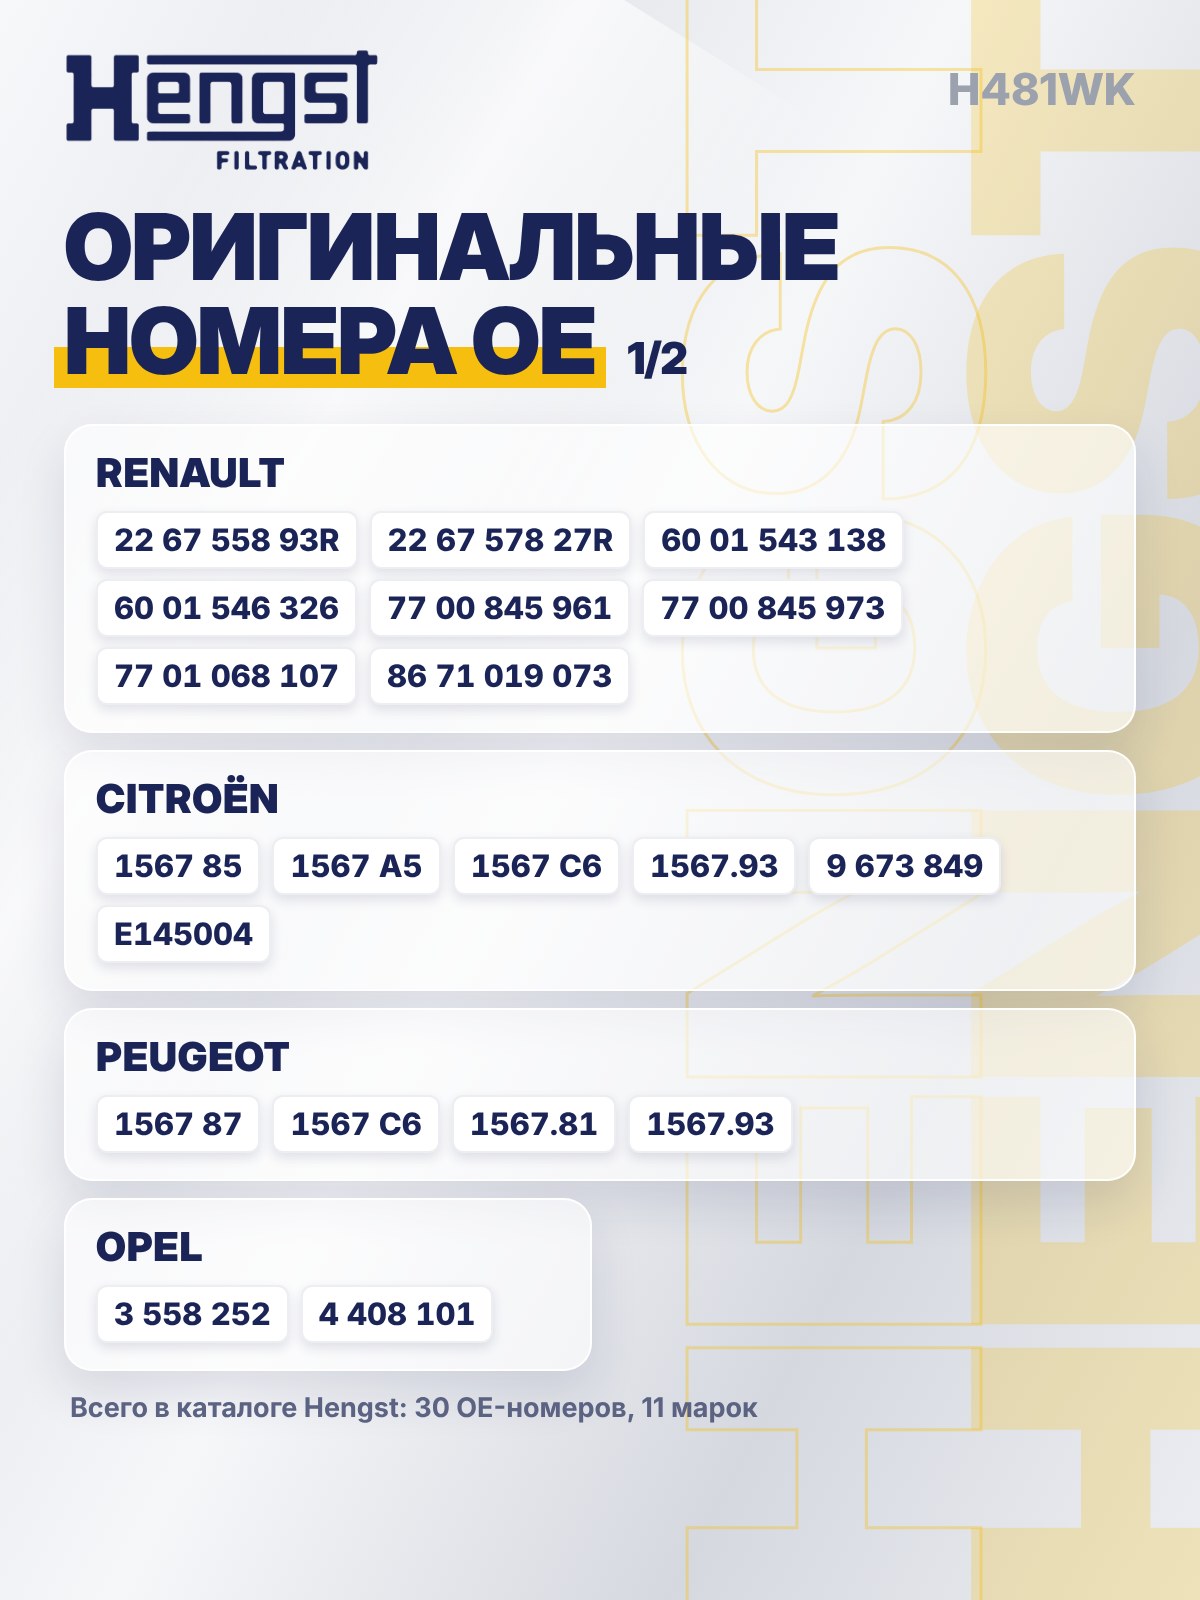 Hengst
FILTRATION
H481WK
ОРИГИНАЛЬНЫЕ
НОМЕРА OE 1/2
RENAULT
22 67 558 93R 22 67 578 27R 60 01 543 138
60 01 546 326 77 00 845 961 77 00 845 973
77 01 068 107 86 71 019 073
CITROËN
1567 85 1567 A5 1567 C6 1567.93 9 673 849
E145004
PEUGEOT
1567 87 1567 C6 1567.81 1567.93
OPEL
3 558 252 4 408 101
Всего в каталоге Hengst: 30 OE-номеров, 11 марок
HENGST
HENGST